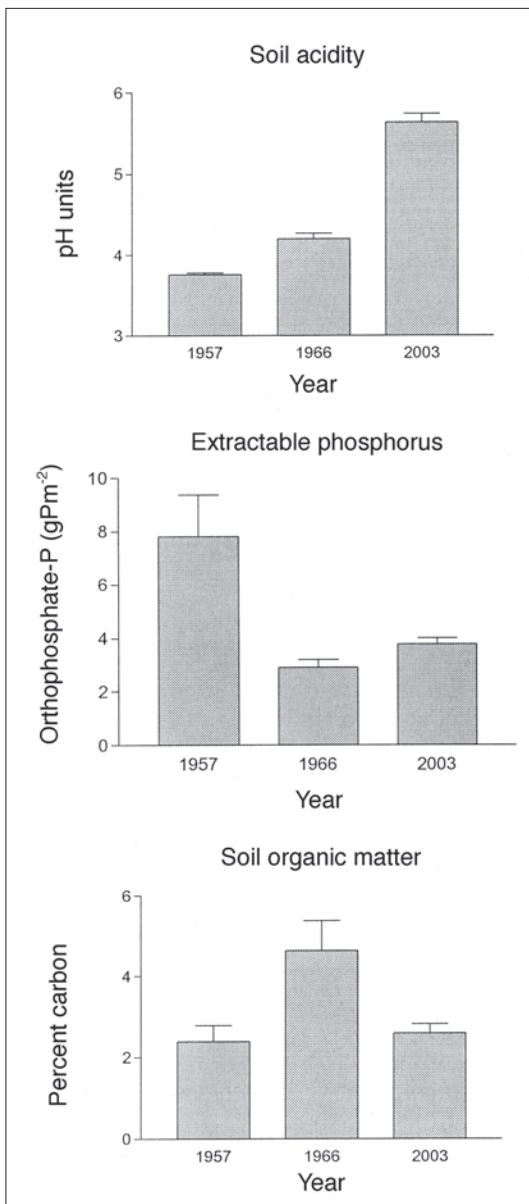 Soil acidity
6
5
4
3
pH units
1957 1966 2003
Year
Extractable phosphorus
10
8
6
4
2
0
Orthophosphate-P (gPm-2)
1957 1966 2003
Year
Soil organic matter
6
4
2
0
Percent carbon
1957 1966 2003
Year